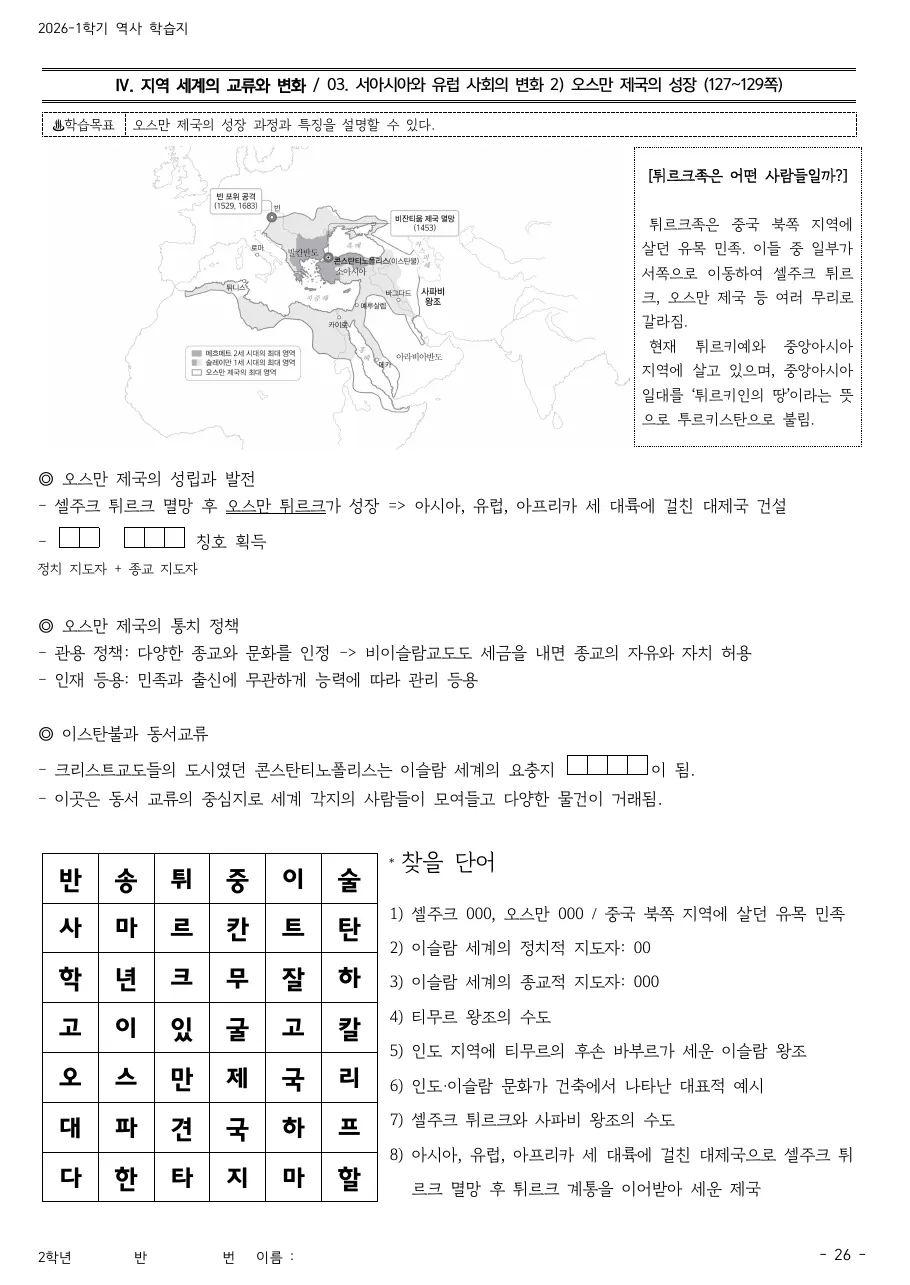 2026-1학기 역사 학습지
Ⅳ. 지역 세계의 교류와 변화 / 03. 서아시아와 유럽 사회의 변화 2) 오스만 제국의 성장 (127~129쪽)
♨학습목표 오스만 제국의 성장 과정과 특징을 설명할 수 있다.
빈 포위 공격
(1529, 1683)
빈
비잔티움 제국 멸망
(1453)
로마
발칸반도
흑해
콘스탄티노폴리스(이스탄불)
소아시아
카스피해
튀니스
지중해
바그다드
사파비
왕조
예루살렘
카이로
홍해
메카
아라비아반도
메흐메트 2세 시대의 최대 영역
술레이만 1세 시대의 최대 영역
오스만 제국의 최대 영역
[튀르크족은 어떤 사람들일까?]
튀르크족은 중국 북쪽 지역에
살던 유목 민족. 이들 중 일부가
서쪽으로 이동하여 셀주크 튀르
크, 오스만 제국 등 여러 무리로
갈라짐.
현재 튀르키예와 중앙아시아
지역에 살고 있으며, 중앙아시아
일대를 ‘튀르키인의 땅’이라는 뜻
으로 투르키스탄으로 불림.
◎ 오스만 제국의 성립과 발전
- 셀주크 튀르크 멸망 후 오스만 튀르크가 성장 => 아시아, 유럽, 아프리카 세 대륙에 걸친 대제국 건설
- □□ □□□ 칭호 획득
정치 지도자 + 종교 지도자
◎ 오스만 제국의 통치 정책
- 관용 정책: 다양한 종교와 문화를 인정 -> 비이슬람교도도 세금을 내면 종교의 자유와 자치 허용
- 인재 등용: 민족과 출신에 무관하게 능력에 따라 관리 등용
◎ 이스탄불과 동서교류
- 크리스트교도들의 도시였던 콘스탄티노폴리스는 이슬람 세계의 요충지 □□□□이 됨.
- 이곳은 동서 교류의 중심지로 세계 각지의 사람들이 모여들고 다양한 물건이 거래됨.
반 송 튀 중 이 술
사 마 르 칸 트 탄
학 년 크 무 잘 하
고 이 있 굴 고 칼
오 스 만 제 국 리
대 파 견 국 하 프
다 한 타 지 마 할
* 찾을 단어
1) 셀주크 000, 오스만 000 / 중국 북쪽 지역에 살던 유목 민족
2) 이슬람 세계의 정치적 지도자: 00
3) 이슬람 세계의 종교적 지도자: 000
4) 티무르 왕조의 수도
5) 인도 지역에 티무르의 후손 바부르가 세운 이슬람 왕조
6) 인도·이슬람 문화가 건축에서 나타난 대표적 예시
7) 셀주크 튀르크와 사파비 왕조의 수도
8) 아시아, 유럽, 아프리카 세 대륙에 걸친 대제국으로 셀주크 튀
르크 멸망 후 튀르크 계통을 이어받아 세운 제국
2학년 반 번 이름 :
- 26 -